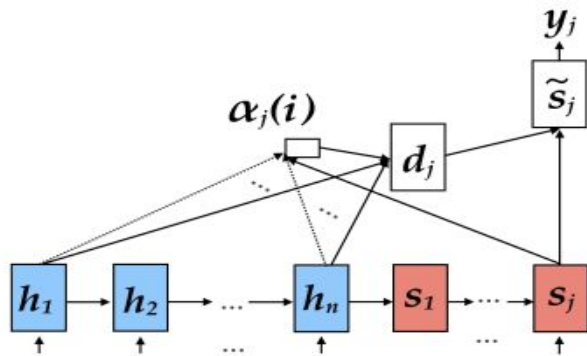 y_j
s̃_j
α_j(i)
d_j
...
...
h_1 h_2 ... h_n s_1 ... s_j
... ...